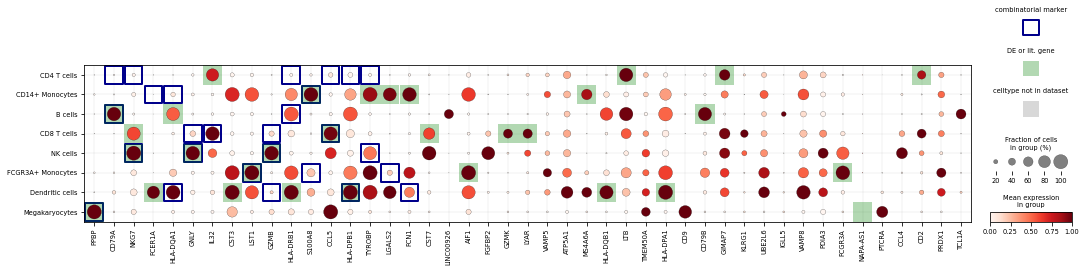 combinatorial marker
DE or lit. gene
celltype not in dataset
Fraction of cells
in group (%)
20 40 60 80 100
Mean expression
in group
0.00 0.25 0.50 0.75 1.00
CD4 T cells
CD14+ Monocytes
B cells
CD8 T cells
NK cells
FCGR3A+ Monocytes
Dendritic cells
Megakaryocytes
PPBP
CD79A
NKG7
FCER1A
HLA-DQA1
GNLY
IL32
CST3
LST1
GZMB
HLA-DRB1
S100A8
CCL5
HLA-DPB1
TYROBP
LGALS2
FCN1
CST7
LINC00926
AIF1
FGFBP2
GZMK
LYAR
VAMP5
ATP5A1
MS4A6A
HLA-DQB1
LTB
TMEM50A
HLA-DPA1
CD9
CD79B
GIMAP7
KLRG1
UBE2L6
IGLL5
VAMP8
PDIA3
FCGR3A
NAPA-AS1
PTCRA
CCL4
CD2
PRDX1
TCL1A